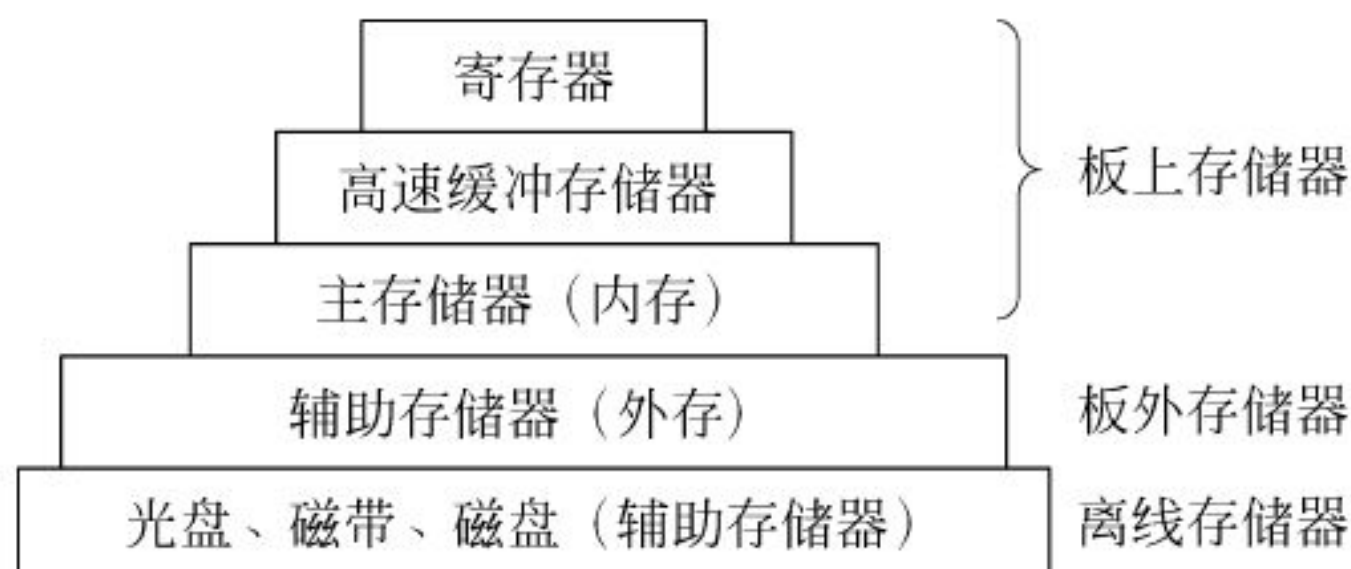 寄存器
高速缓冲存储器
板上存储器
主存储器（内存）
辅助存储器（外存）
板外存储器
光盘、磁带、磁盘（辅助存储器）
离线存储器